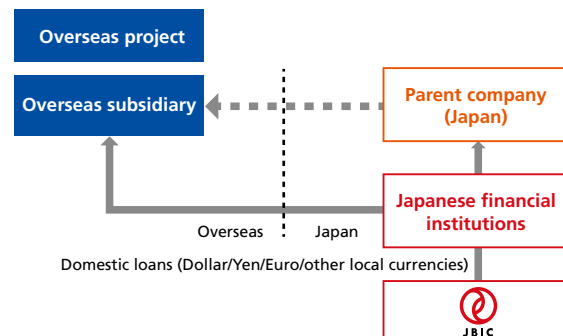 Overseas project
Overseas subsidiary
Parent company
(Japan)
Japanese financial
institutions
Overseas
Japan
Domestic loans (Dollar/Yen/Euro/other local currencies)
JBIC